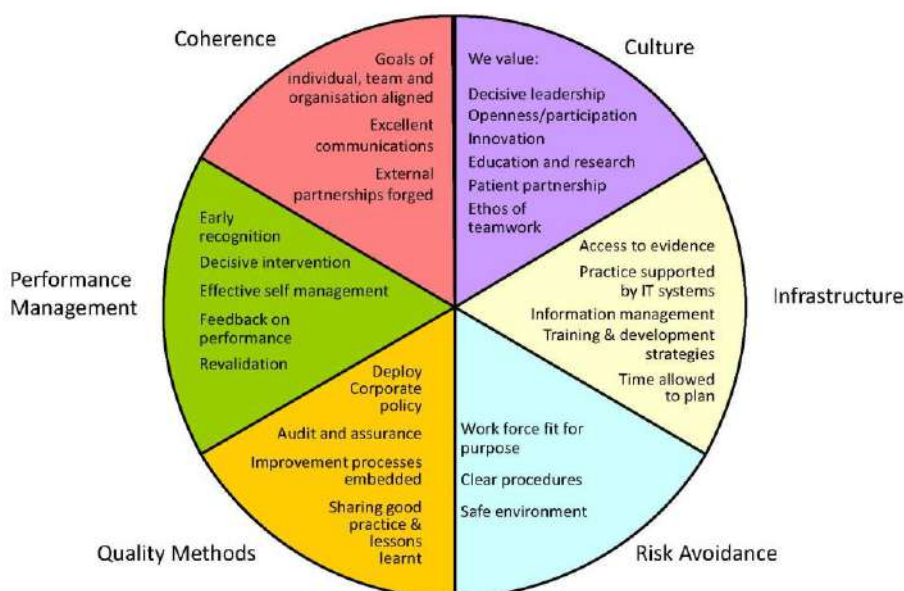 Coherence
Goals of
individual, team and
organisation aligned
Excellent
communications
External
partnerships forged
Culture
We value:
Decisive leadership
Openness/participation
Innovation
Education and research
Patient partnership
Ethos of
teamwork
Infrastructure
Access to evidence
Practice supported
by IT systems
Information management
Training & development
strategies
Time allowed
to plan
Risk Avoidance
Work force fit for
purpose
Clear procedures
Safe environment
Quality Methods
Deploy
Corporate
policy
Audit and assurance
Improvement processes
embedded
Sharing good
practice &
lessons
learnt
Performance
Management
Early
recognition
Decisive intervention
Effective self management
Feedback on
performance
Revalidation